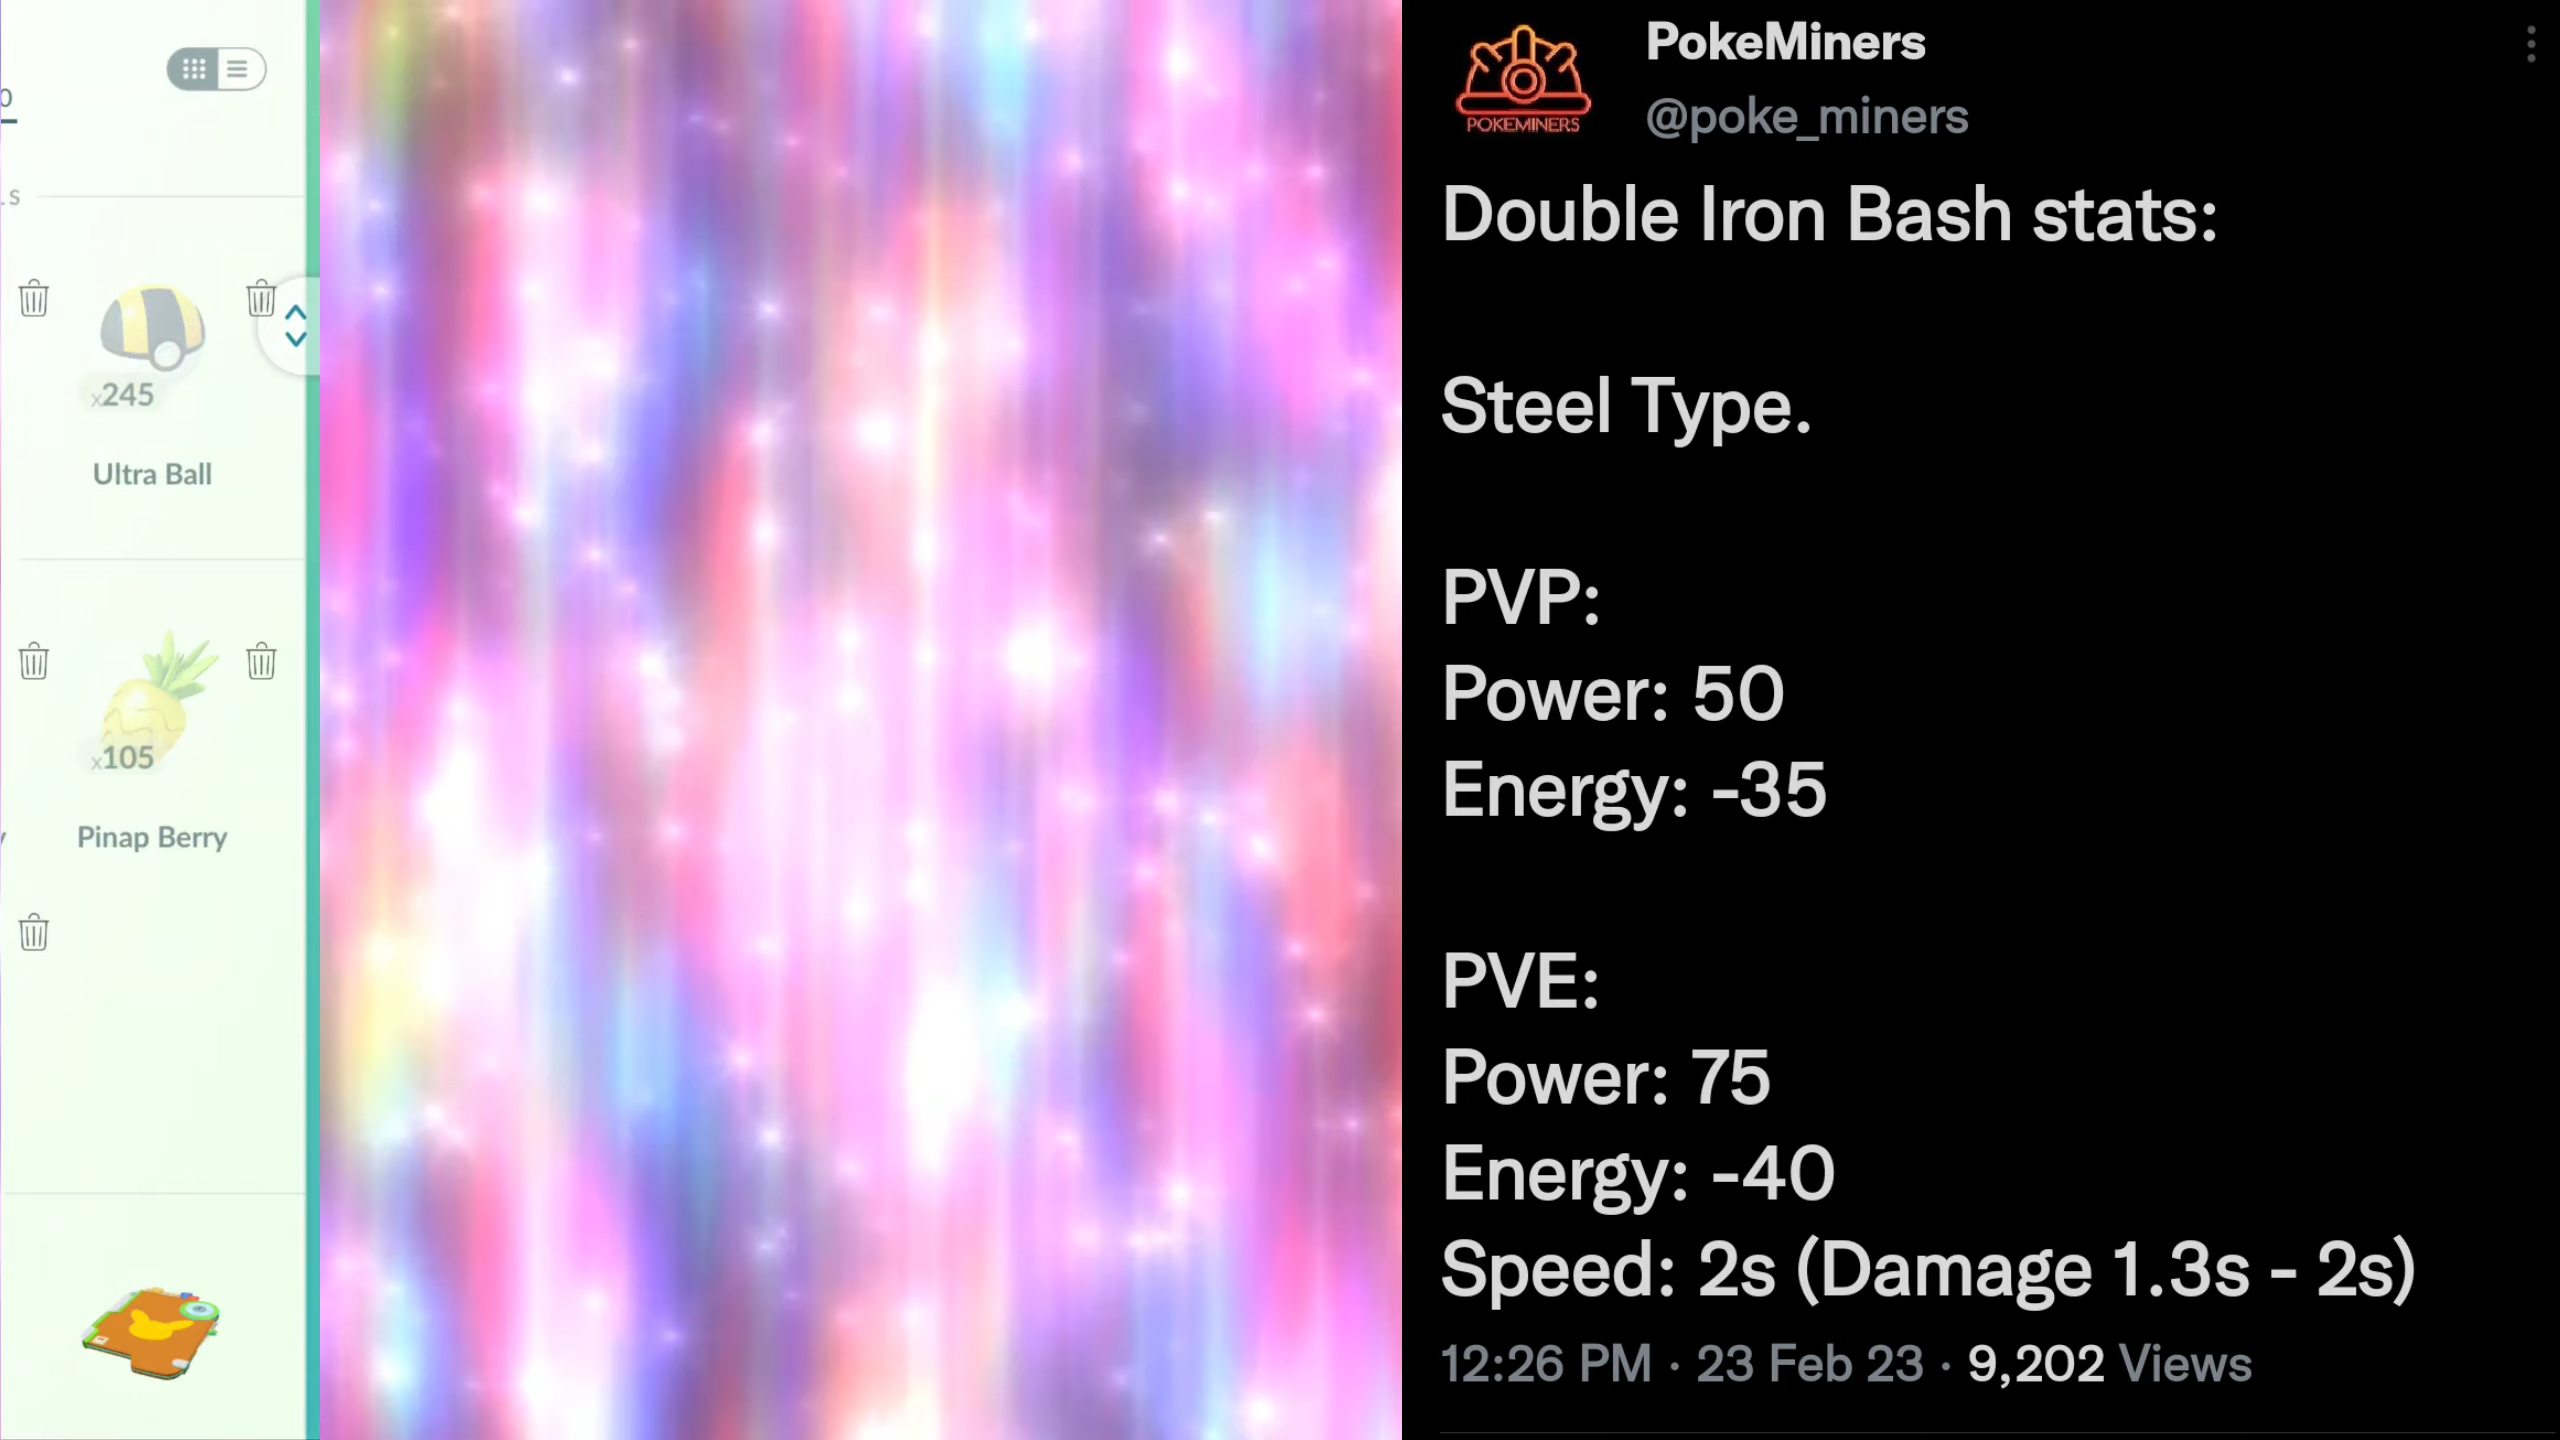 0
LS
x245
Ultra Ball
x105
y
Pinap Berry
POKEMINERS
PokeMiners
@poke_miners
Double Iron Bash stats:
Steel Type.
PVP:
Power: 50
Energy: -35
PVE:
Power: 75
Energy: -40
Speed: 2s (Damage 1.3s - 2s)
12:26 PM · 23 Feb 23 · 9,202 Views